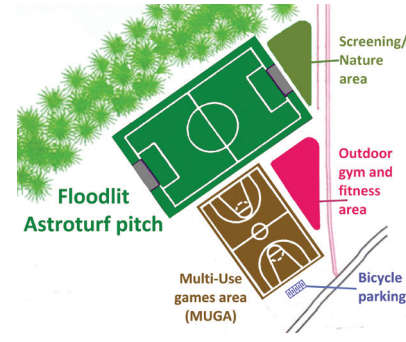 Screening/
Nature
area
Outdoor
gym and
fitness
area
Floodlit
Astroturf pitch
Multi-Use
games area
(MUGA)
Bicycle
parking